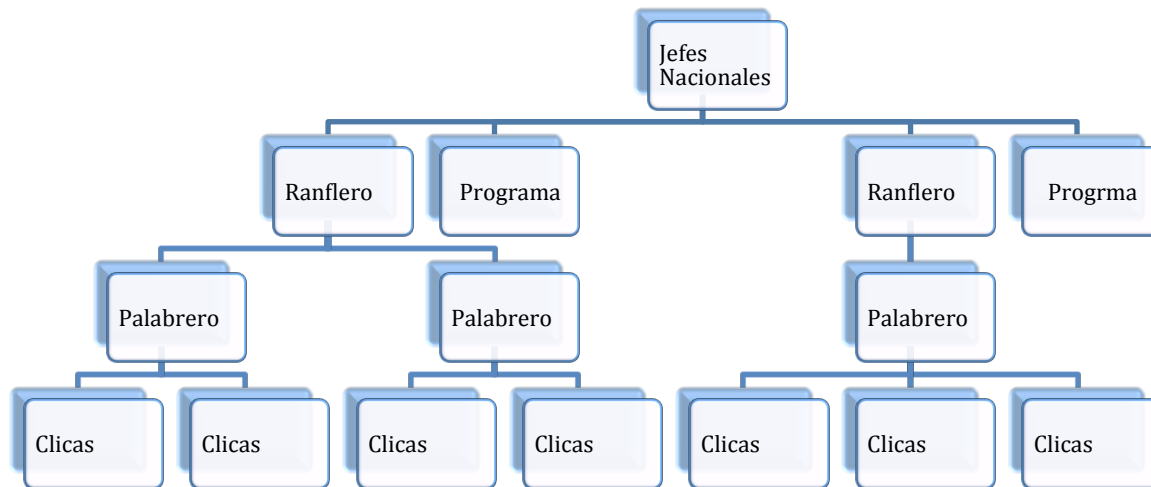 Jefes
Nacionales
Ranflero
Programa
Ranflero
Progrma
Palabrero
Palabrero
Palabrero
Clicas
Clicas
Clicas
Clicas
Clicas
Clicas
Clicas